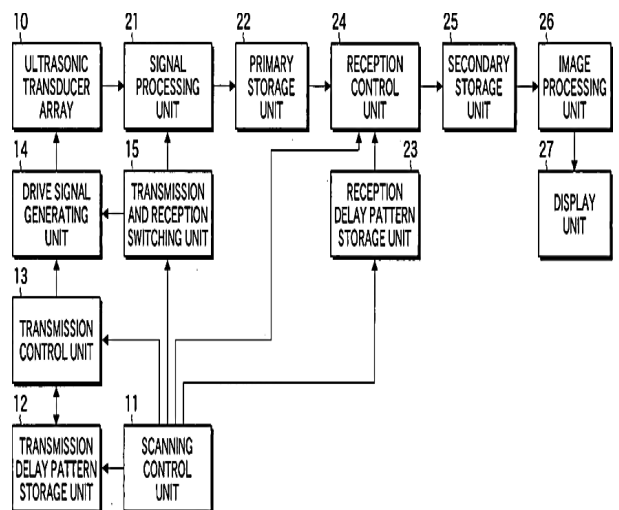 10
ULTRASONIC
TRANSDUCER
ARRAY
21
SIGNAL
PROCESSING
UNIT
22
PRIMARY
STORAGE
UNIT
24
RECEPTION
CONTROL
UNIT
25
SECONDARY
STORAGE
UNIT
26
IMAGE
PROCESSING
UNIT
14
DRIVE SIGNAL
GENERATING
UNIT
15
TRANSMISSION
AND RECEPTION
SWITCHING UNIT
23
RECEPTION
DELAY PATTERN
STORAGE UNIT
27
DISPLAY
UNIT
13
TRANSMISSION
CONTROL UNIT
12
TRANSMISSION
DELAY PATTERN
STORAGE UNIT
11
SCANNING
CONTROL
UNIT